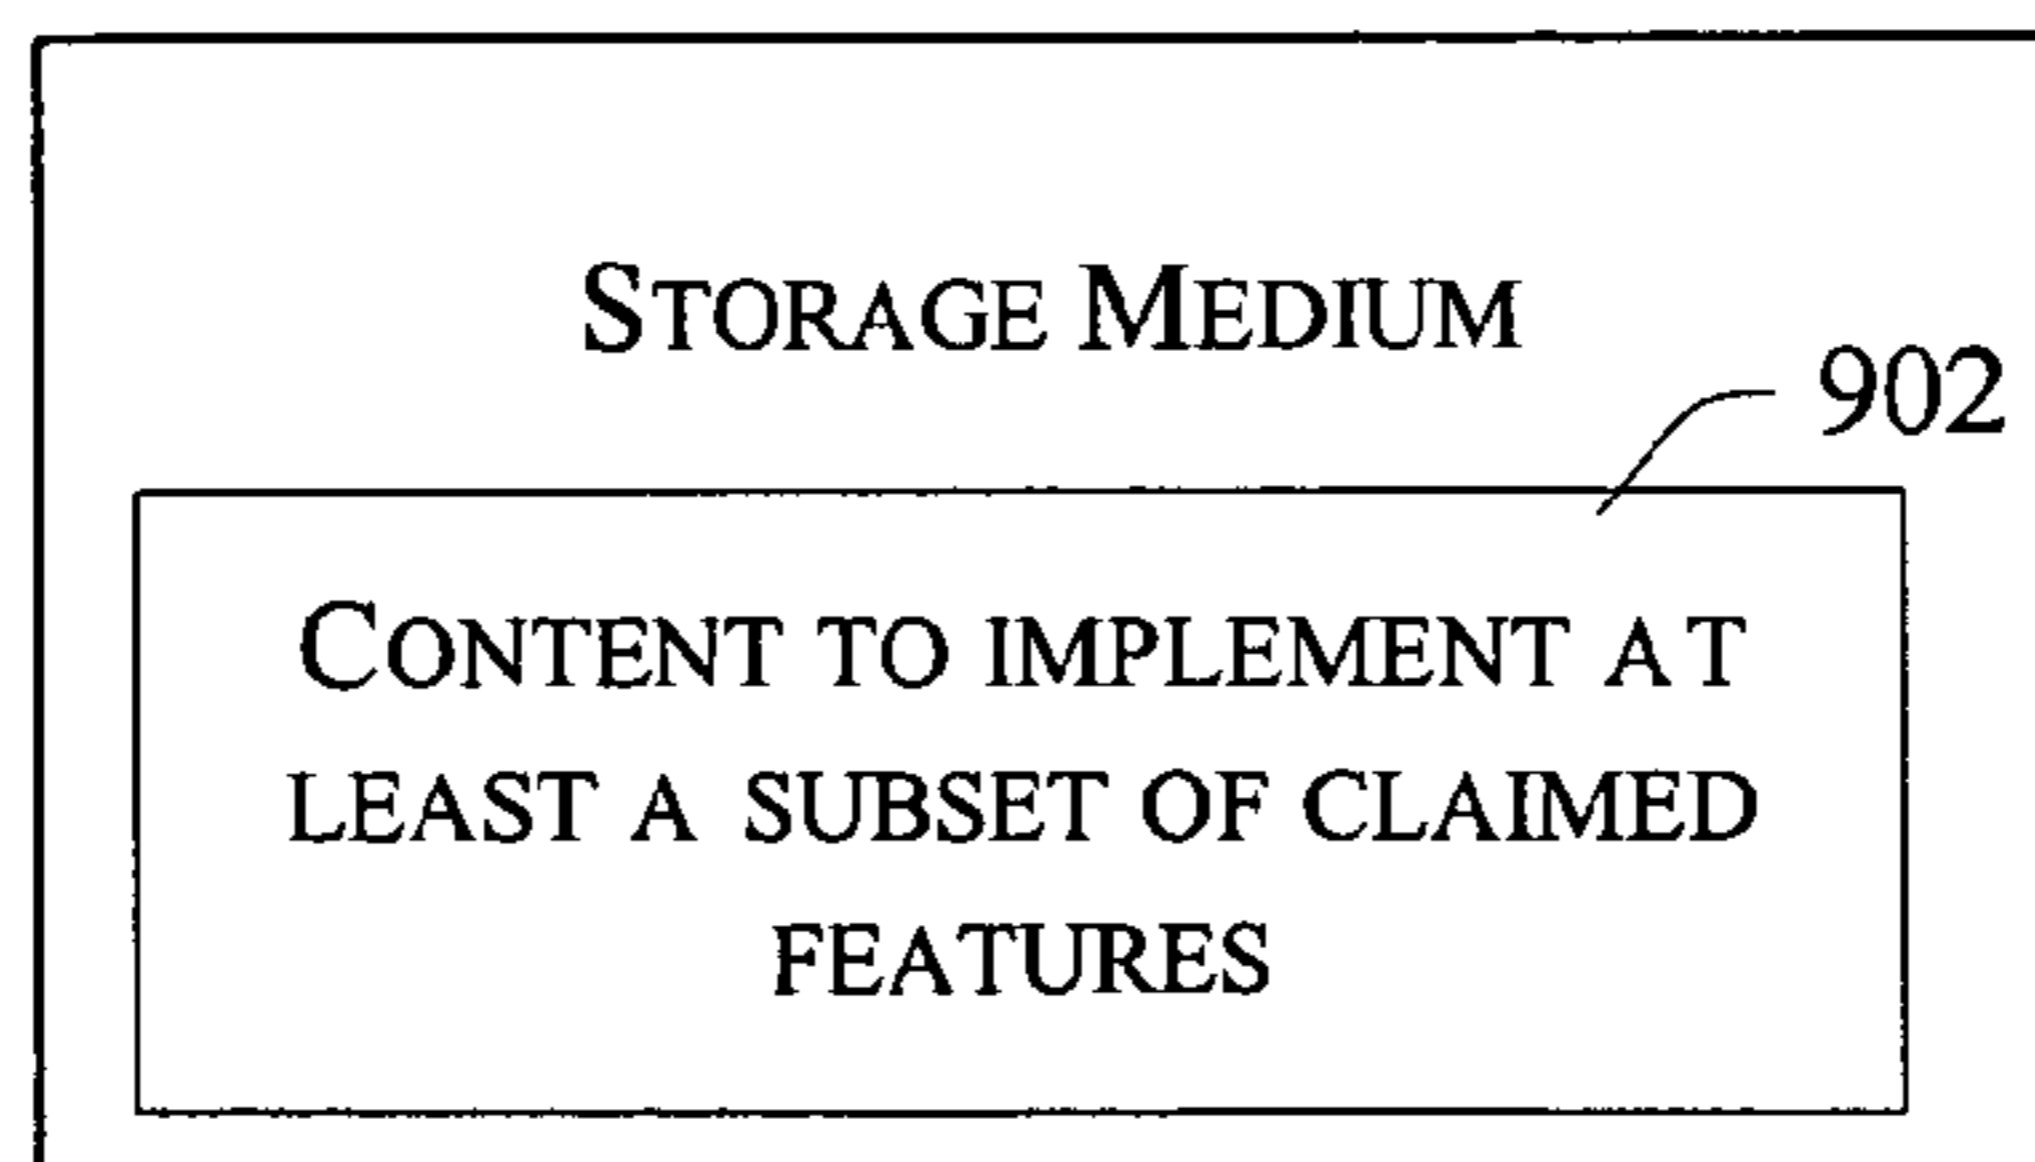 STORAGE MEDIUM
902
CONTENT TO IMPLEMENT AT
LEAST A SUBSET OF CLAIMED
FEATURES